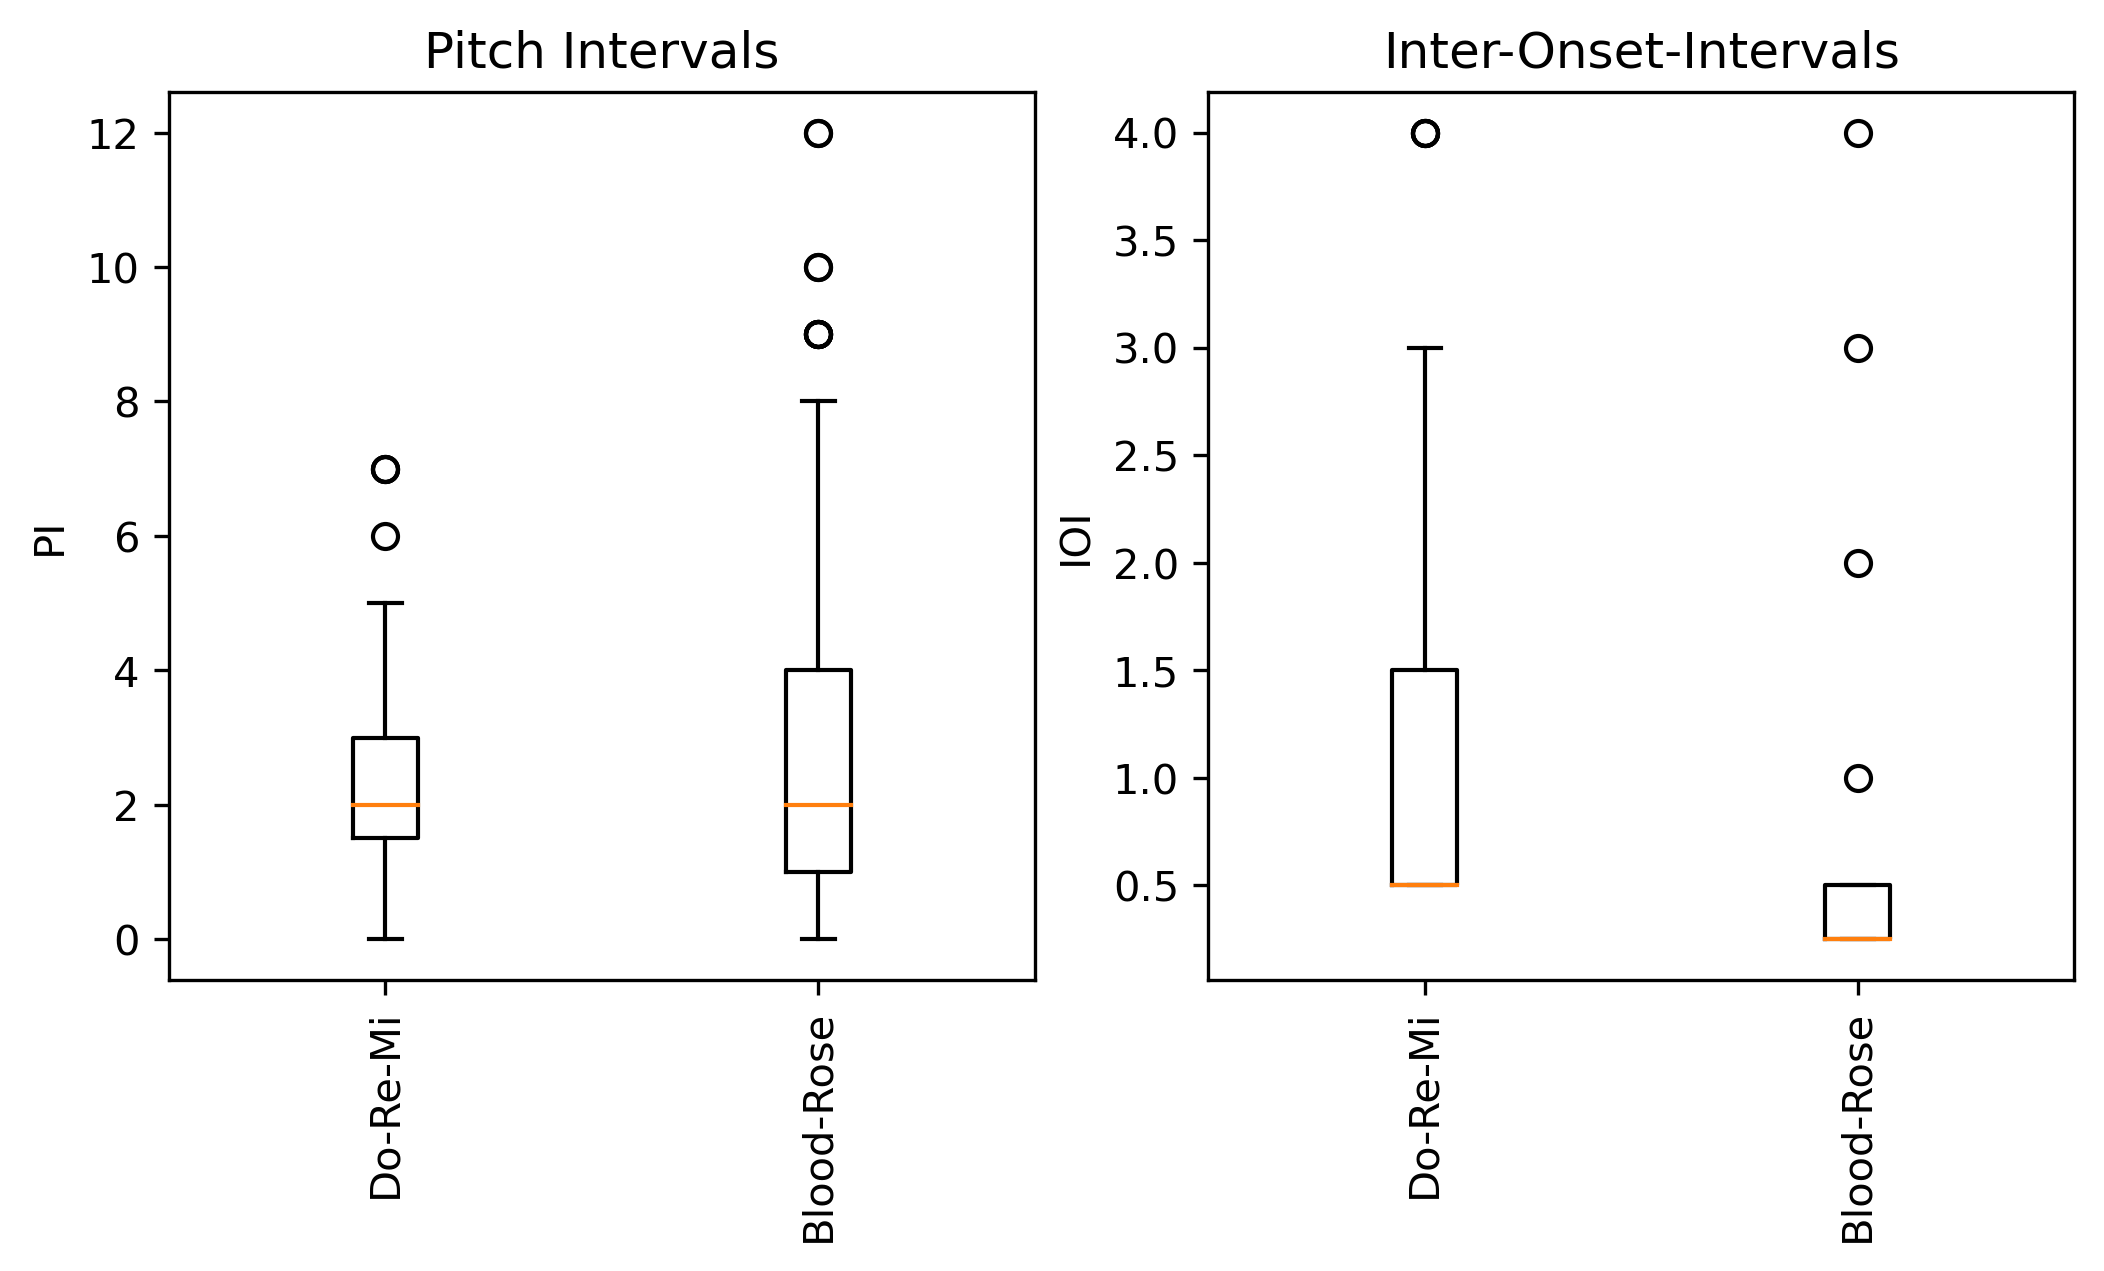 Pitch Intervals
12
10
8
6
4
2
0
PI
Do-Re-Mi
Blood-Rose
Inter-Onset-Intervals
4.0
3.5
3.0
2.5
2.0
1.5
1.0
0.5
IOI
Do-Re-Mi
Blood-Rose